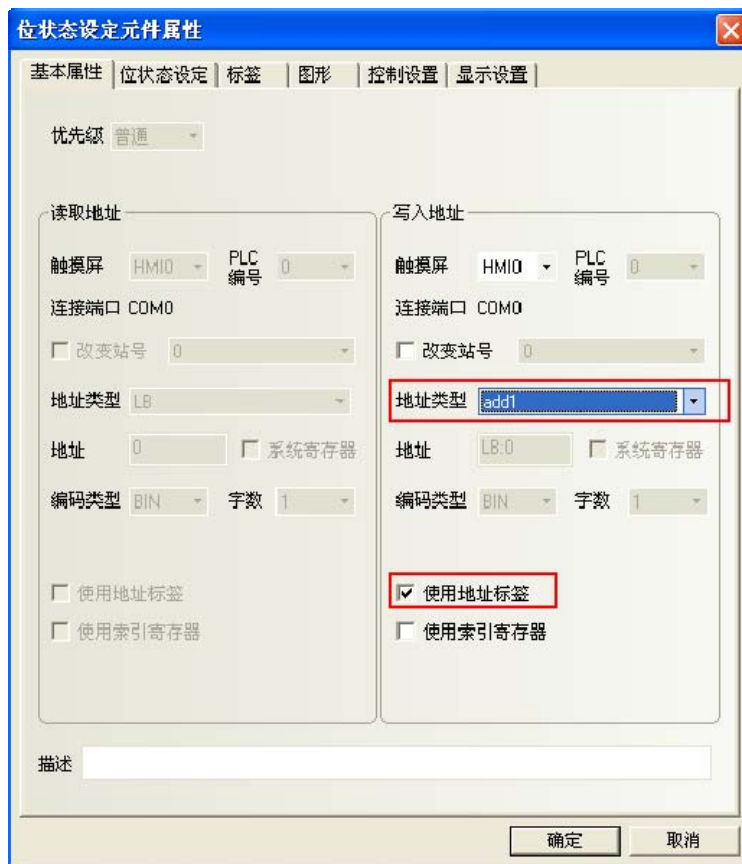 位状态设定元件属性
基本属性 位状态设定 标签 图形 控制设置 显示设置
优先级 普通
读取地址
触摸屏 HMI0 PLC编号 0
连接端口 COM0
改变站号 0
地址类型 LB
地址 0 系统寄存器
编码类型 BIN 字数 1
使用地址标签
使用索引寄存器
写入地址
触摸屏 HMI0 PLC编号 0
连接端口 COM0
改变站号 0
地址类型 add1
地址 LB:0 系统寄存器
编码类型 BIN 字数 1
使用地址标签
使用索引寄存器
描述
确定 取消